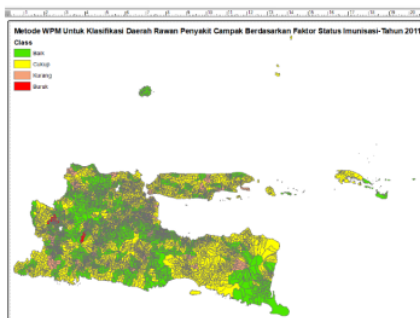 Metode WPM Untuk Klasifikasi Daerah Rawan Penyakit Campak Berdasarkan Faktor Status Imunisasi-Tahun 2011
Class
Baik
Cukup
Kurang
Buruk